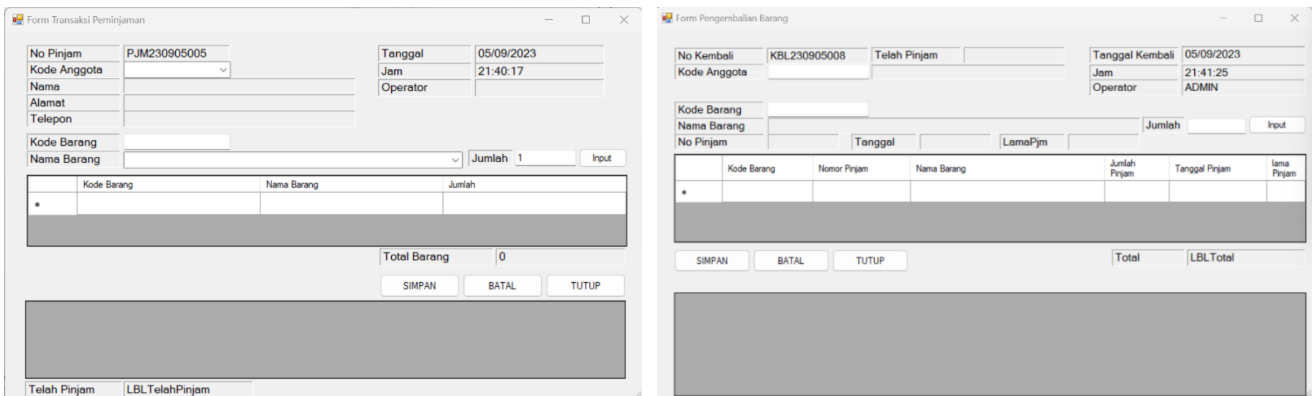 Form Transaksi Peminjaman
No Pinjam PJM230905005 Tanggal 05/09/2023
Kode Anggota Jam 21:40:17
Nama Operator
Alamat
Telepon
Kode Barang
Nama Barang Jumlah 1 Input
Kode Barang Nama Barang Jumlah
Total Barang 0
SIMPAN BATAL TUTUP
Telah Pinjam LBLTelahPinjam
Form Pengembalian Barang
No Kembali KBL230905008 Telah Pinjam Tanggal Kembali 05/09/2023
Kode Anggota Jam 21:41:25
Operator ADMIN
Kode Barang
Nama Barang Jumlah Input
No Pinjam Tanggal LamaPjm
Kode Barang Nomor Pinjam Nama Barang Jumlah Pinjam Tanggal Pinjam lama Pinjam
SIMPAN BATAL TUTUP Total LBLTotal